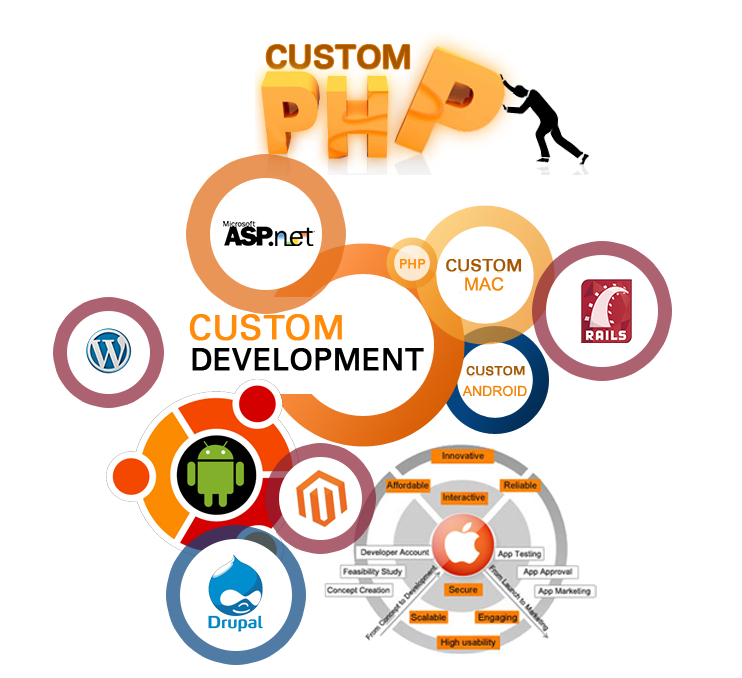 CUSTOM
PHP
Microsoft
ASP.net
PHP
CUSTOM
MAC
RAILS
CUSTOM
DEVELOPMENT
CUSTOM
ANDROID
Innovative
Affordable
Reliable
Interactive
Developer Account
App Testing
Feasibility Study
App Approval
Concept Creation
Secure
App Marketing
From Concept to Development
From Launch to Marketing
Scalable
Engaging
High usability
Drupal